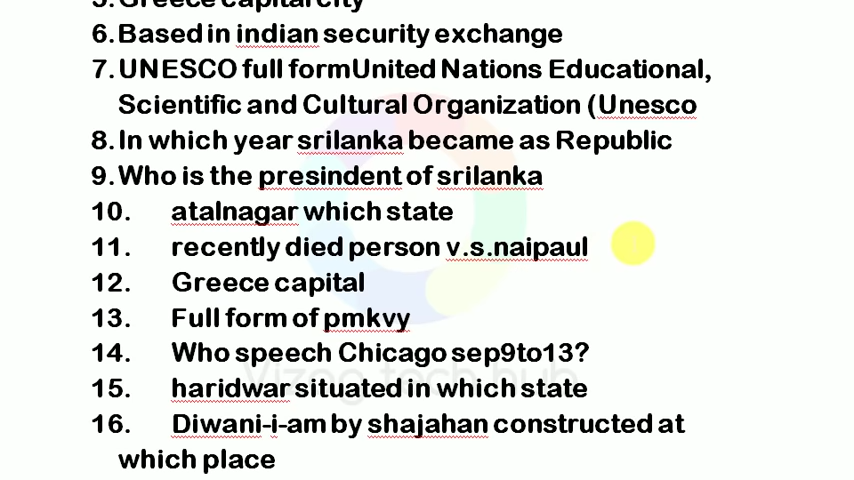 5. Greece capital city
6. Based in indian security exchange
7. UNESCO full formUnited Nations Educational,
Scientific and Cultural Organization (Unesco
8. In which year srilanka became as Republic
9. Who is the presindent of srilanka
10. atalnagar which state
11. recently died person v.s.naipaul
12. Greece capital
13. Full form of pmkvy
14. Who speech Chicago sep9to13?
Vizag tech hub
15. haridwar situated in which state
16. Diwani-i-am by shajahan constructed at
which place